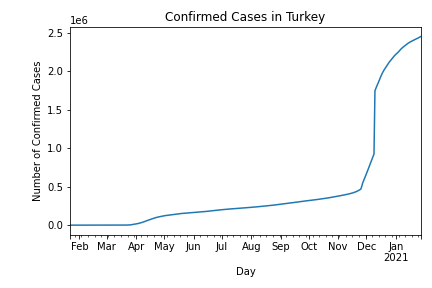 Confirmed Cases in Turkey
1e6
2.5
2.0
1.5
1.0
0.5
0.0
Number of Confirmed Cases
Feb Mar Apr May Jun Jul Aug Sep Oct Nov Dec Jan
2021
Day